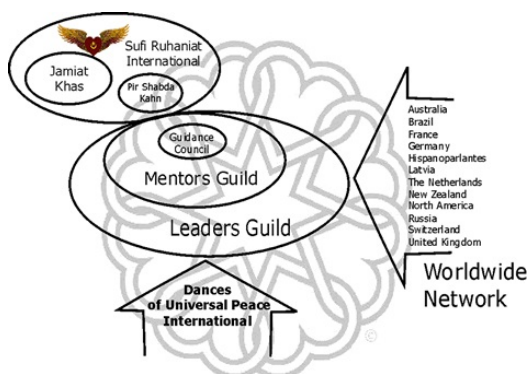 Sufi Ruhaniat
International
Jamiat
Khas
Pir Shabda
Kahn
Guidance
Council
Mentors Guild
Leaders Guild
Dances
of Universal Peace
International
Australia
Brazil
France
Germany
Hispanoparlantes
Latvia
The Netherlands
New Zealand
North America
Russia
Switzerland
United Kingdom
Worldwide
Network
©